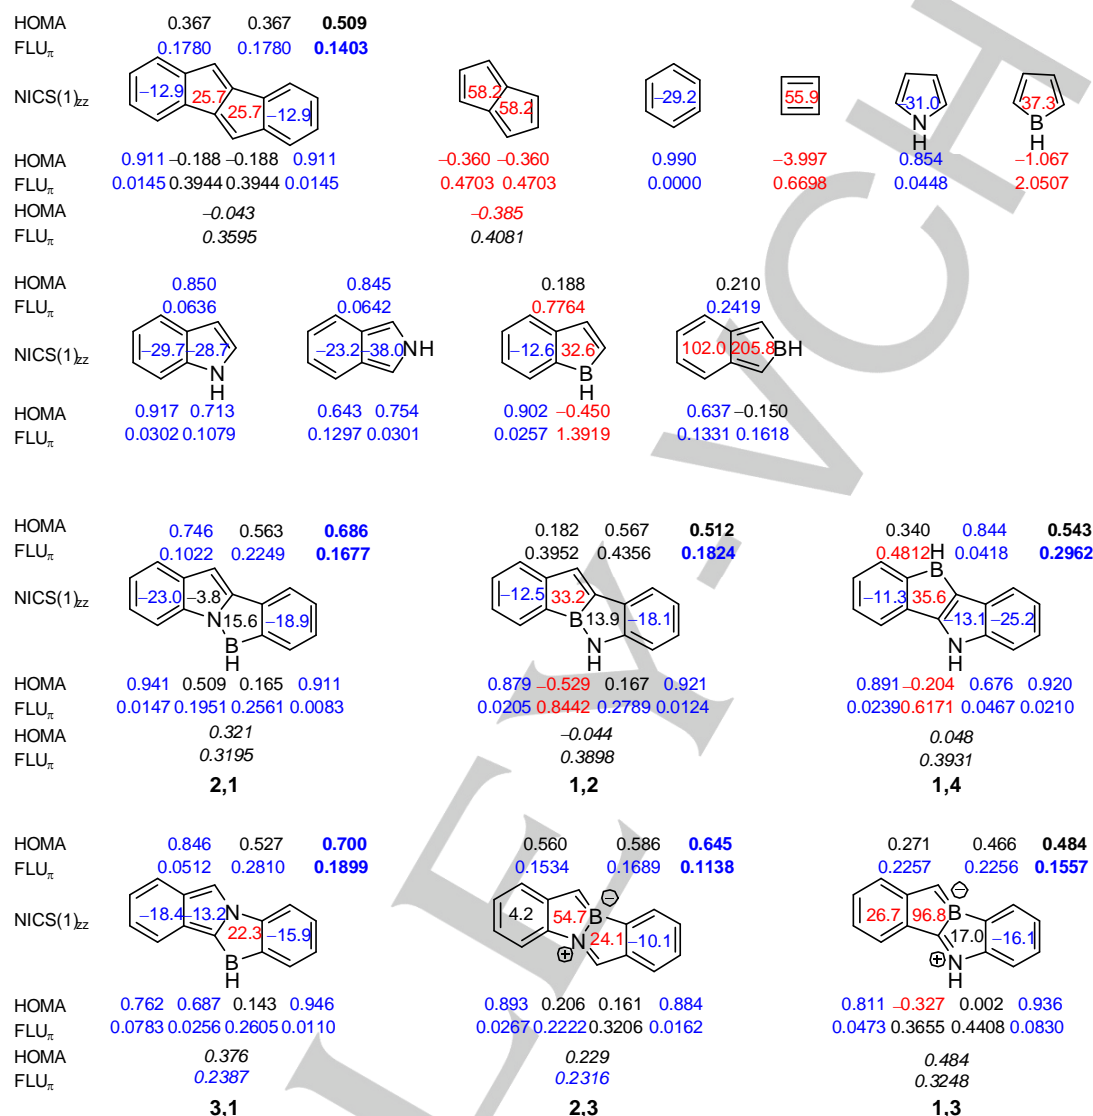 HOMA 0.367 0.367 0.509
FLUπ 0.1780 0.1780 0.1403
NICS(1)zz −12.9 25.7 25.7 −12.9 58.2 58.2 −29.2 55.9 −31.0 37.3
N H B H
HOMA 0.911 −0.188 −0.188 0.911 −0.360 −0.360 0.990 −3.997 0.854 −1.067
FLUπ 0.0145 0.3944 0.3944 0.0145 0.4703 0.4703 0.0000 0.6698 0.0448 2.0507
HOMA −0.043 −0.385
FLUπ 0.3595 0.4081
HOMA 0.850 0.845 0.188 0.210
FLUπ 0.0636 0.0642 0.7764 0.2419
NICS(1)zz −29.7 −28.7 −23.2 −38.0 NH −12.6 32.6 102.0 205.8 BH
N H B H
HOMA 0.917 0.713 0.643 0.754 0.902 −0.450 0.637 −0.150
FLUπ 0.0302 0.1079 0.1297 0.0301 0.0257 1.3919 0.1331 0.1618
HOMA 0.746 0.563 0.686 0.182 0.567 0.512 0.340 0.844 0.543
FLUπ 0.1022 0.2249 0.1677 0.3952 0.4356 0.1824 0.4812 0.0418 0.2962
H B
NICS(1)zz −23.0 −3.8 −12.5 33.2 −11.3 35.6
N 15.6 −18.9 B 13.9 −18.1 −13.1 −25.2
B H N H N H
HOMA 0.941 0.509 0.165 0.911 0.879 −0.529 0.167 0.921 0.891 −0.204 0.676 0.920
FLUπ 0.0147 0.1951 0.2561 0.0083 0.0205 0.8442 0.2789 0.0124 0.0239 0.6171 0.0467 0.0210
HOMA 0.321 −0.044 0.048
FLUπ 0.3195 0.3898 0.3931
2,1 1,2 1,4
HOMA 0.846 0.527 0.700 0.560 0.586 0.645 0.271 0.466 0.484
FLUπ 0.0512 0.2810 0.1899 0.1534 0.1689 0.1138 0.2257 0.2256 0.1557
NICS(1)zz −18.4 −13.2 N 4.2 54.7 B − 26.7 96.8 B −
22.3 −15.9 N + 24.1 −10.1 17.0 −16.1
B H + N H
HOMA 0.762 0.687 0.143 0.946 0.893 0.206 0.161 0.884 0.811 −0.327 0.002 0.936
FLUπ 0.0783 0.0256 0.2605 0.0110 0.0267 0.2222 0.3206 0.0162 0.0473 0.3655 0.4408 0.0830
HOMA 0.376 0.229 0.484
FLUπ 0.2387 0.2316 0.3248
3,1 2,3 1,3
LEY-VCH